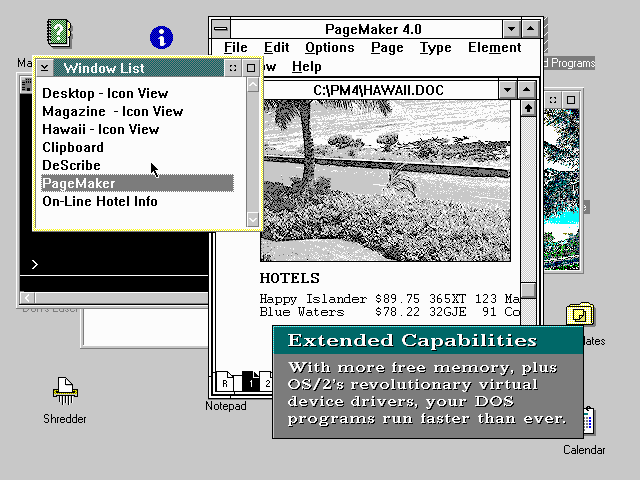 PageMaker 4.0
File Edit Options Page Type Element
Help
C:\PM4\HAWAII.DOC
Window List
Desktop - Icon View
Magazine - Icon View
Hawaii - Icon View
Clipboard
DeScribe
PageMaker
On-Line Hotel Info
Programs
HOTELS
Happy Islander $89.75 365XT 123 Ma
Blue Waters $78.22 32GJE 91 Co
R 1 2
Extended Capabilities
With more free memory, plus
OS/2's revolutionary virtual
device drivers, your DOS
programs run faster than ever.
Notepad
Shredder
Calendar